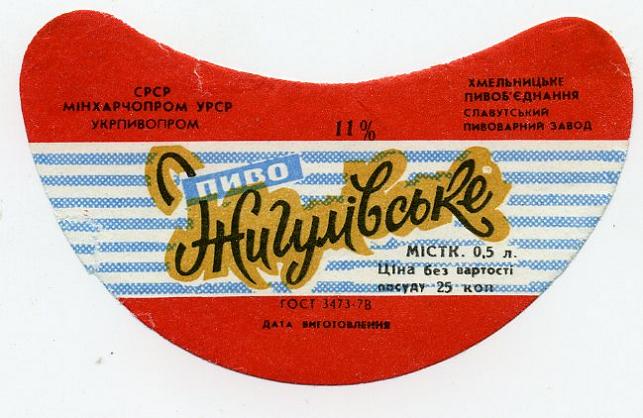 СРСР
МІНХАРЧОПРОМ УРСР
УКРПИВОПРОМ
ХМЕЛЬНИЦЬКЕ
ПИВОБ'ЄДНАННЯ
СЛАВУТСЬКИЙ
ПИВОВАРНИЙ ЗАВОД
11%
ПИВО
Жигулівське
МІСТК. 0,5 л.
Ціна без вартості
посуду 25 коп
ГОСТ 3473-78
ДАТА ВИГОТОВЛЕННЯ